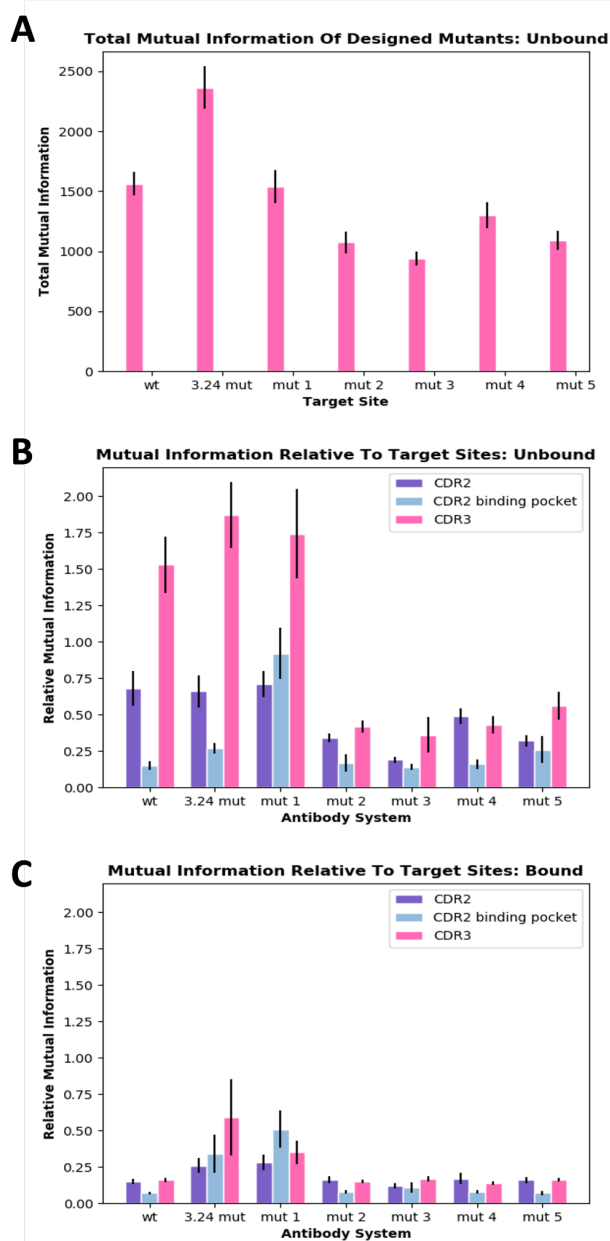 A
Total Mutual Information Of Designed Mutants: Unbound
2500
2000
1500
1000
500
0
Total Mutual Information
wt 3.24 mut mut 1 mut 2 mut 3 mut 4 mut 5
Target Site
B
Mutual Information Relative To Target Sites: Unbound
CDR2
CDR2 binding pocket
CDR3
2.00
1.75
1.50
1.25
1.00
0.75
0.50
0.25
0.00
Relative Mutual Information
wt 3.24 mut mut 1 mut 2 mut 3 mut 4 mut 5
Antibody System
C
Mutual Information Relative To Target Sites: Bound
CDR2
CDR2 binding pocket
CDR3
2.00
1.75
1.50
1.25
1.00
0.75
0.50
0.25
0.00
Relative Mutual Information
wt 3.24 mut mut 1 mut 2 mut 3 mut 4 mut 5
Antibody System